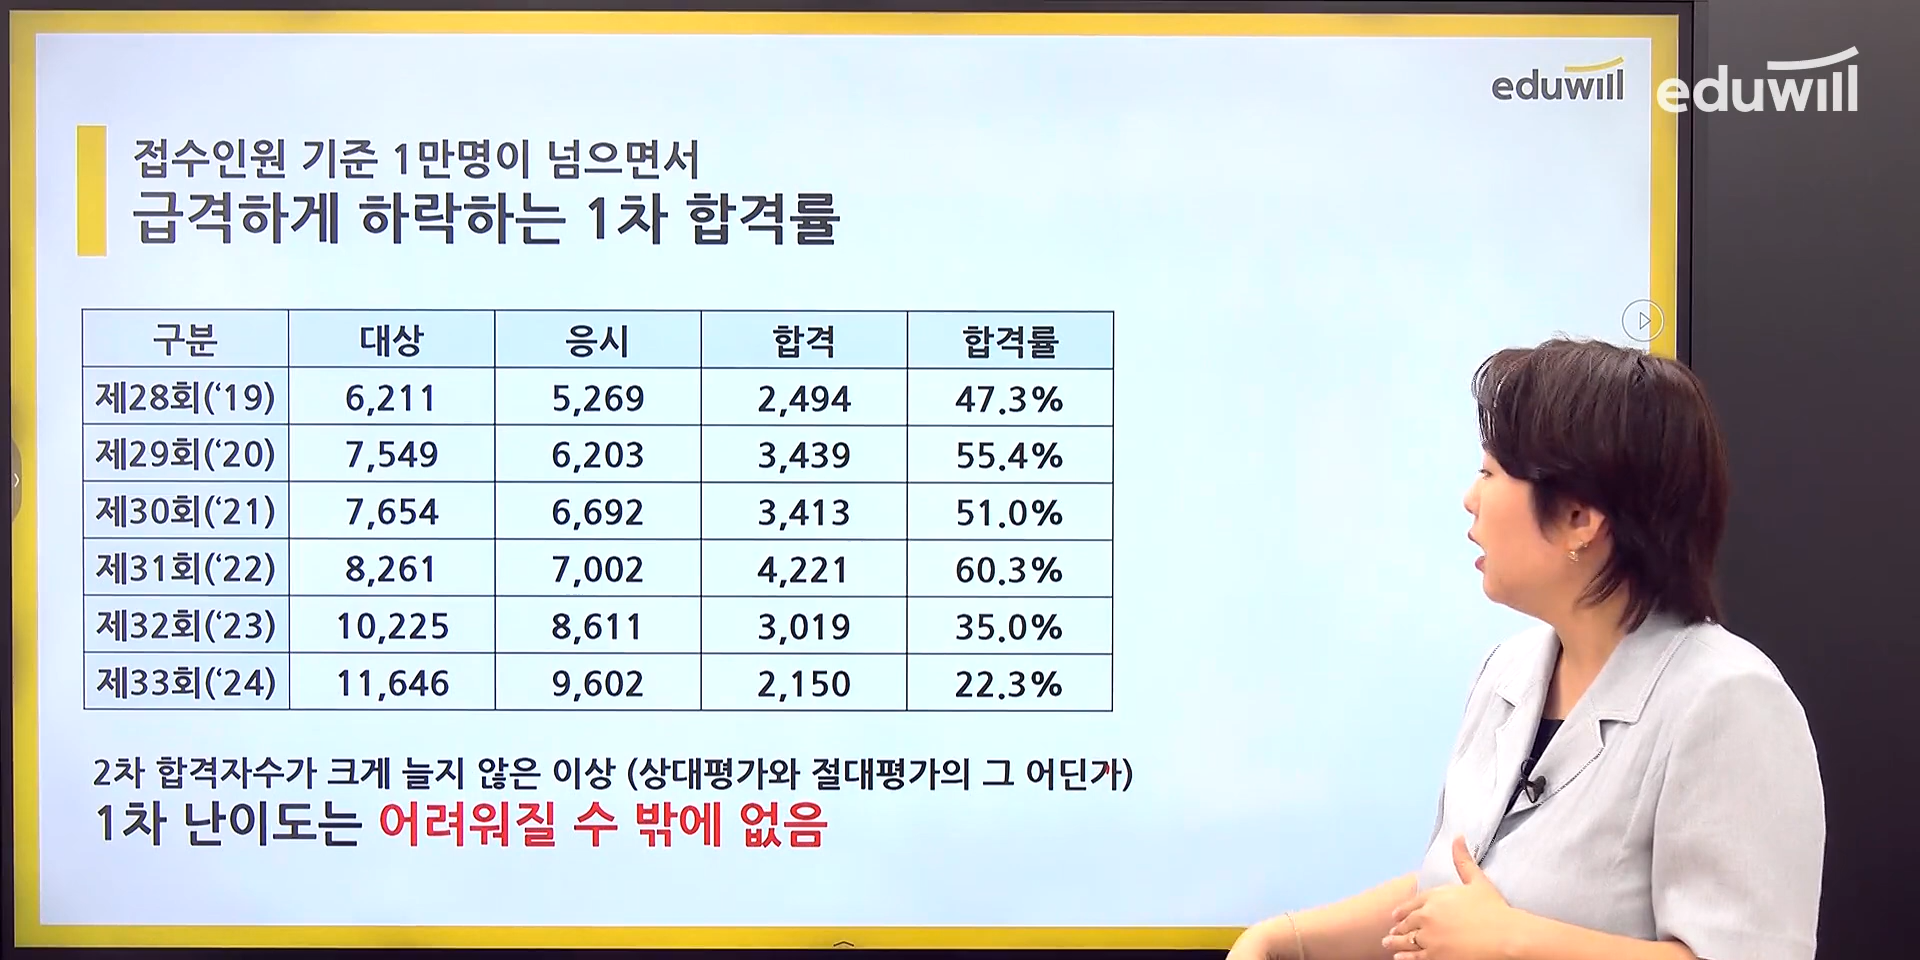 eduwill eduwill
접수인원 기준 1만명이 넘으면서
급격하게 하락하는 1차 합격률
구분 대상 응시 합격 합격률
제28회(‘19) 6,211 5,269 2,494 47.3%
제29회(‘20) 7,549 6,203 3,439 55.4%
제30회(‘21) 7,654 6,692 3,413 51.0%
제31회(‘22) 8,261 7,002 4,221 60.3%
제32회(‘23) 10,225 8,611 3,019 35.0%
제33회(‘24) 11,646 9,602 2,150 22.3%
2차 합격자수가 크게 늘지 않은 이상 (상대평가와 절대평가의 그 어딘가)
1차 난이도는 어려워질 수 밖에 없음